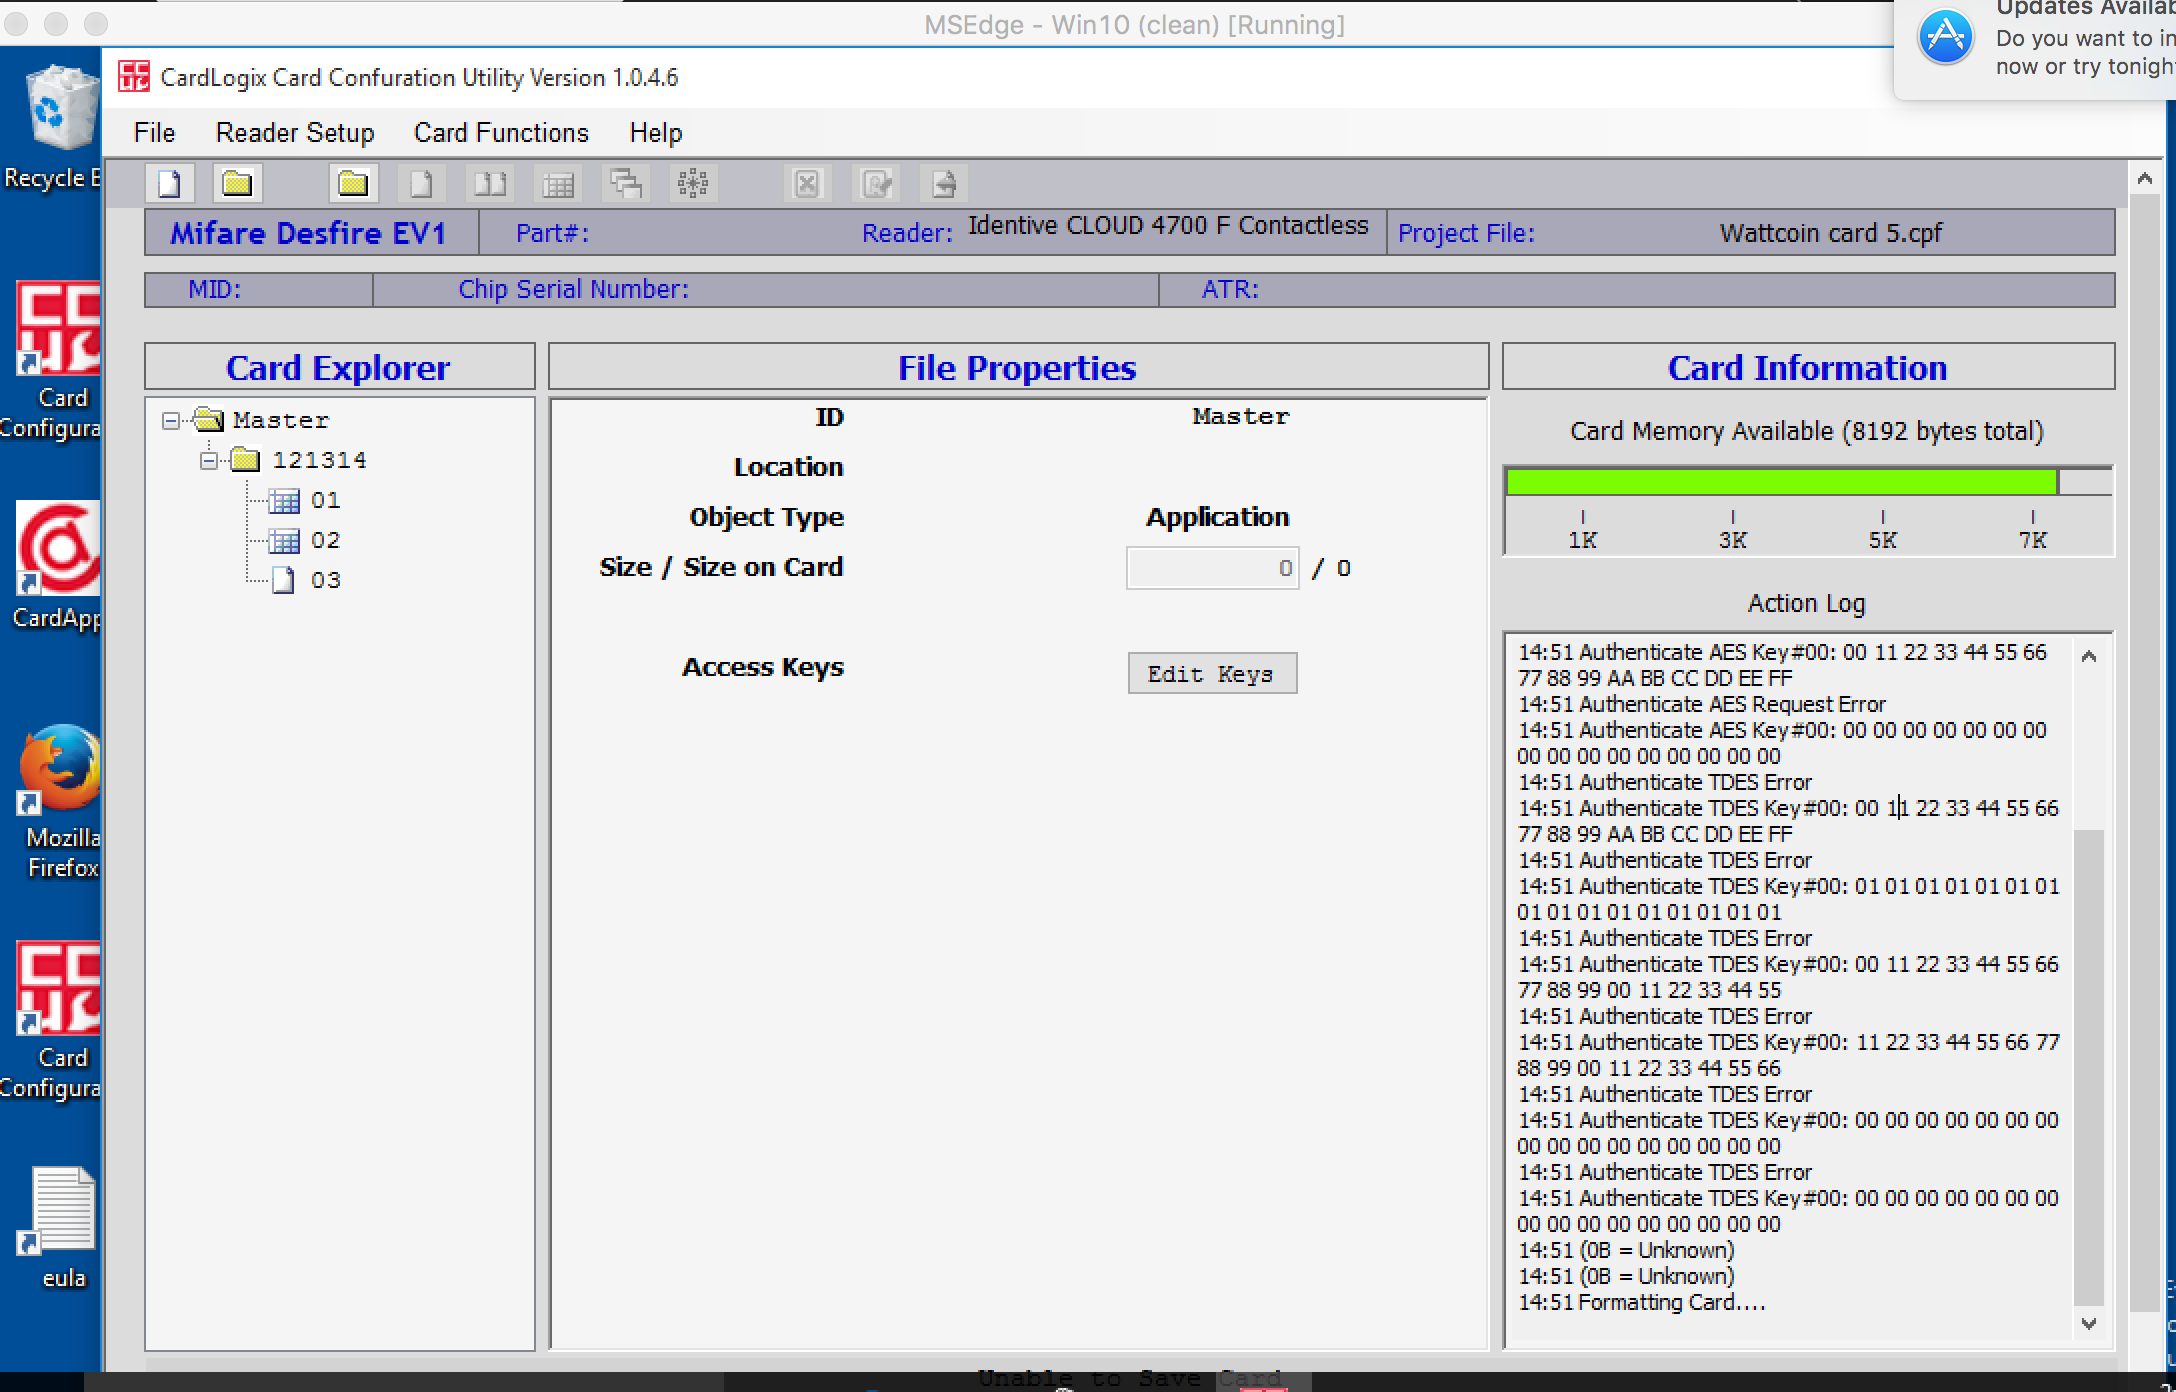 MSEdge - Win10 (clean) [Running]
Updates Availab
Do you want to in
now or try tonigh
CardLogix Card Confuration Utility Version 1.0.4.6
File Reader Setup Card Functions Help
Recycle B
Card
Configura
CardApp
Mozilla
Firefox
Card
Configura
eula
Mifare Desfire EV1 Part#: Reader: Identive CLOUD 4700 F Contactless Project File: Wattcoin card 5.cpf
MID: Chip Serial Number: ATR:
Card Explorer
Master
121314
01
02
03
File Properties
ID Master
Location
Object Type Application
Size / Size on Card 0 / 0
Access Keys Edit Keys
Card Information
Card Memory Available (8192 bytes total)
1K 3K 5K 7K
Action Log
14:51 Authenticate AES Key#00: 00 11 22 33 44 55 66
77 88 99 AA BB CC DD EE FF
14:51 Authenticate AES Request Error
14:51 Authenticate AES Key#00: 00 00 00 00 00 00 00
00 00 00 00 00 00 00 00 00
14:51 Authenticate TDES Error
14:51 Authenticate TDES Key#00: 00 11 22 33 44 55 66
77 88 99 AA BB CC DD EE FF
14:51 Authenticate TDES Error
14:51 Authenticate TDES Key#00: 01 01 01 01 01 01 01
01 01 01 01 01 01 01 01 01
14:51 Authenticate TDES Error
14:51 Authenticate TDES Key#00: 00 11 22 33 44 55 66
77 88 99 00 11 22 33 44 55
14:51 Authenticate TDES Error
14:51 Authenticate TDES Key#00: 11 22 33 44 55 66 77
88 99 00 11 22 33 44 55 66
14:51 Authenticate TDES Error
14:51 Authenticate TDES Key#00: 00 00 00 00 00 00 00
00 00 00 00 00 00 00 00 00
14:51 Authenticate TDES Error
14:51 Authenticate TDES Key#00: 00 00 00 00 00 00 00
00 00 00 00 00 00 00 00 00
14:51 (0B = Unknown)
14:51 (0B = Unknown)
14:51 Formatting Card....
Unable to Save Card